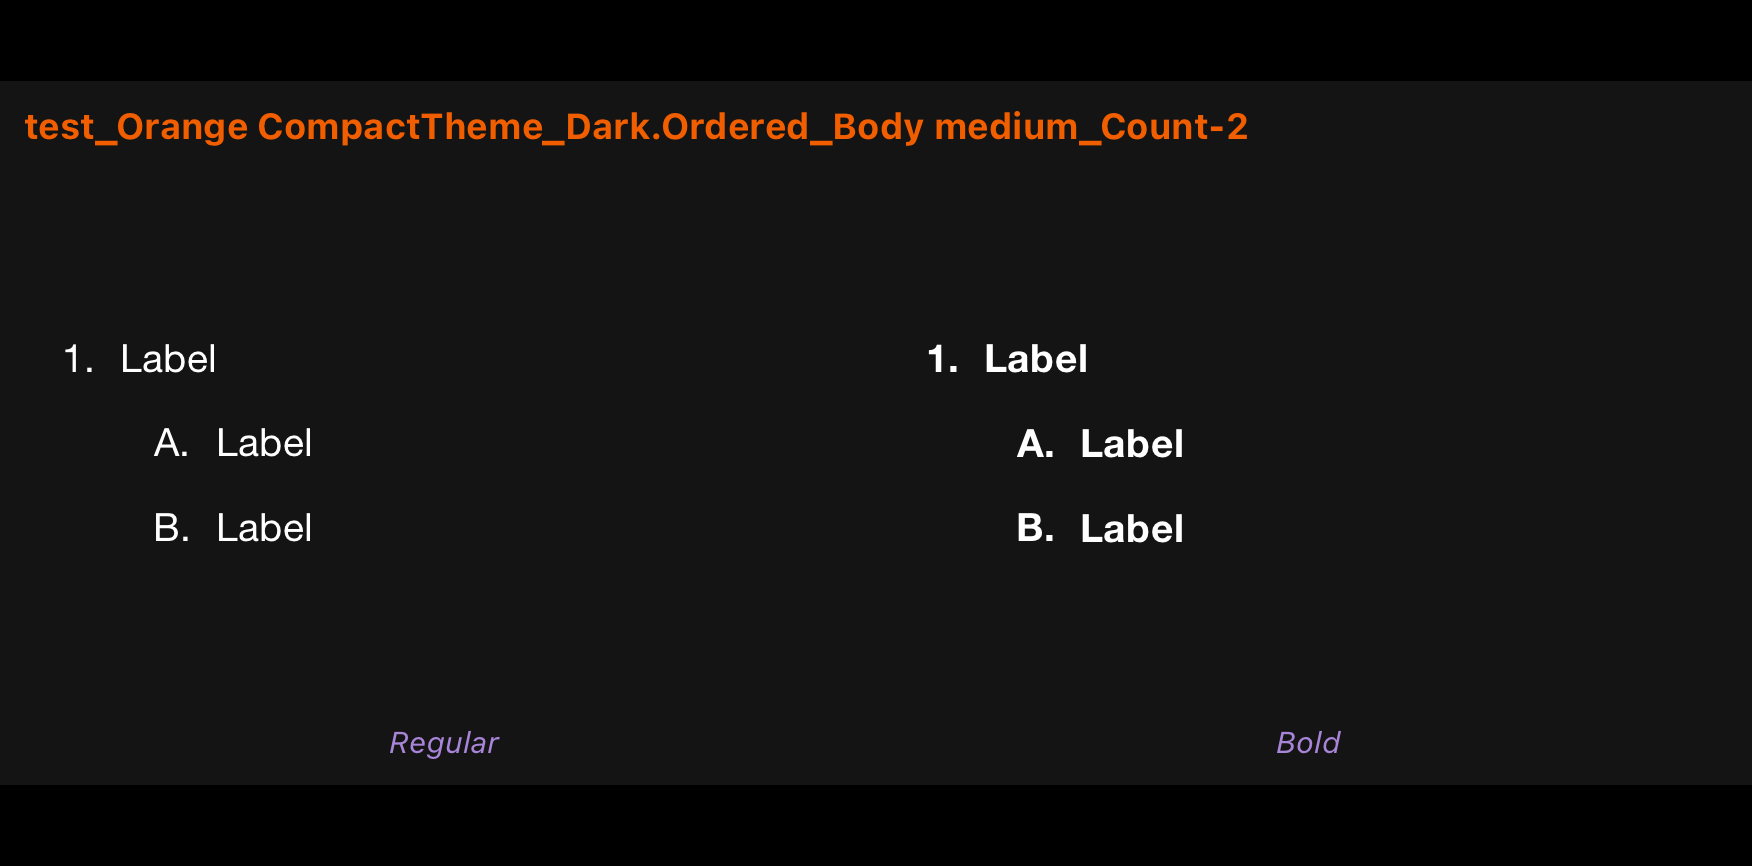 test_Orange CompactTheme_Dark.Ordered_Body medium_Count-2
1. Label
A. Label
B. Label
Regular
1. Label
A. Label
B. Label
Bold